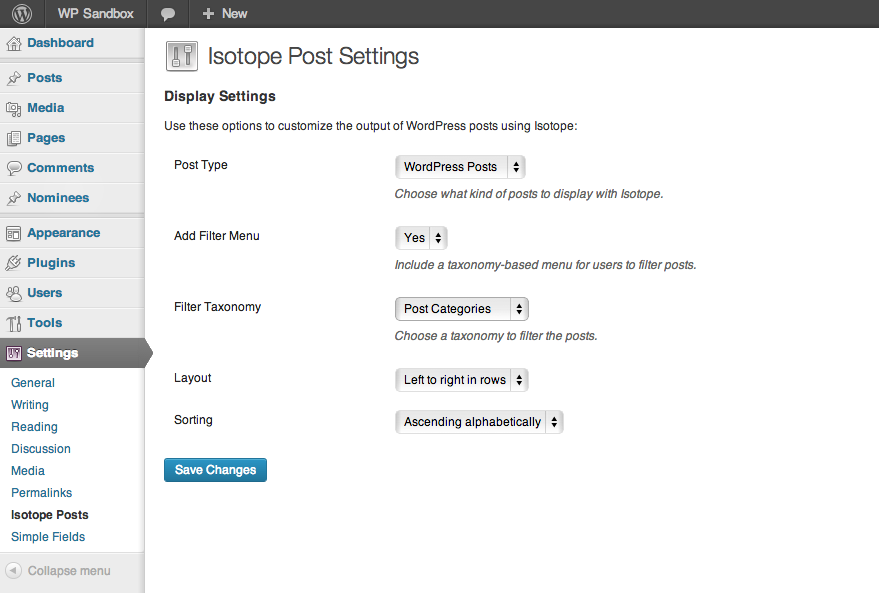 WP Sandbox + New
Dashboard
Posts
Media
Pages
Comments
Nominees
Appearance
Plugins
Users
Tools
Settings
General
Writing
Reading
Discussion
Media
Permalinks
Isotope Posts
Simple Fields
Collapse menu
Isotope Post Settings
Display Settings
Use these options to customize the output of WordPress posts using Isotope:
Post Type WordPress Posts
Choose what kind of posts to display with Isotope.
Add Filter Menu Yes
Include a taxonomy-based menu for users to filter posts.
Filter Taxonomy Post Categories
Choose a taxonomy to filter the posts.
Layout Left to right in rows
Sorting Ascending alphabetically
Save Changes